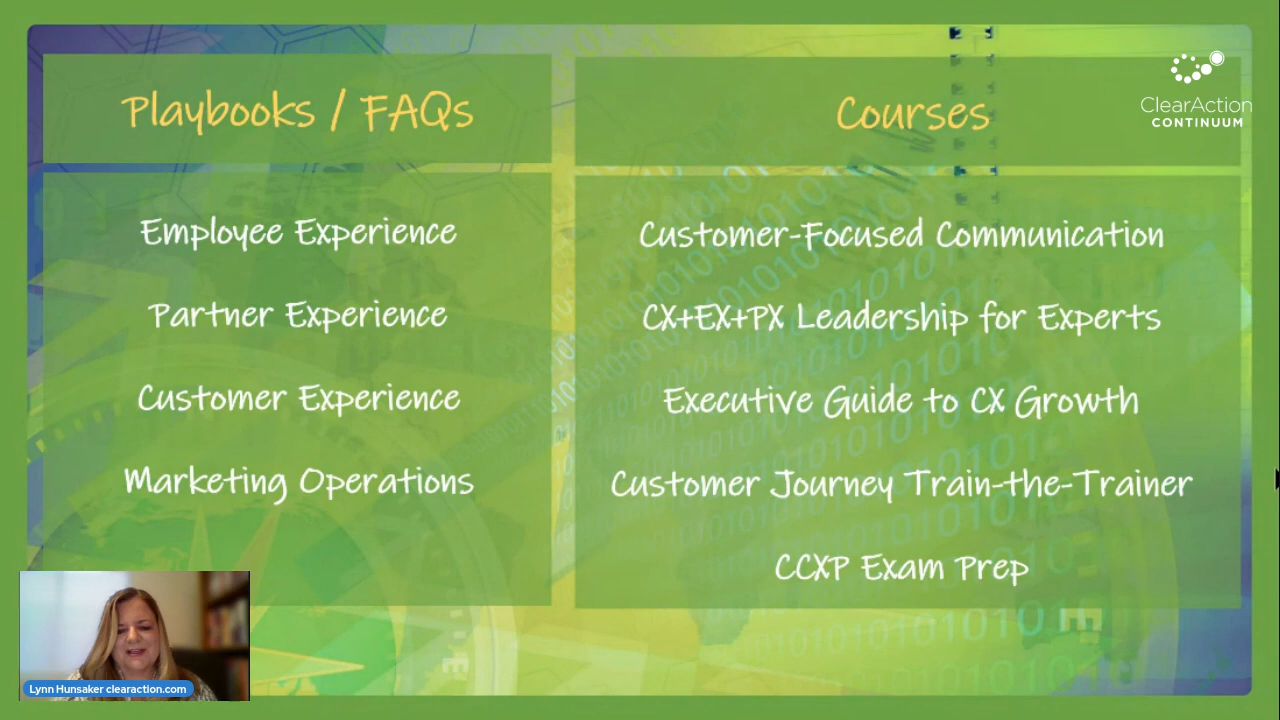 Playbooks / FAQs
Employee Experience
Partner Experience
Customer Experience
Marketing Operations
Courses
Customer-Focused Communication
CX+EX+PX Leadership for Experts
Executive Guide to CX Growth
Customer Journey Train-the-Trainer
CCXP Exam Prep
ClearAction
CONTINUUM
Lynn Hunsaker clearaction.com